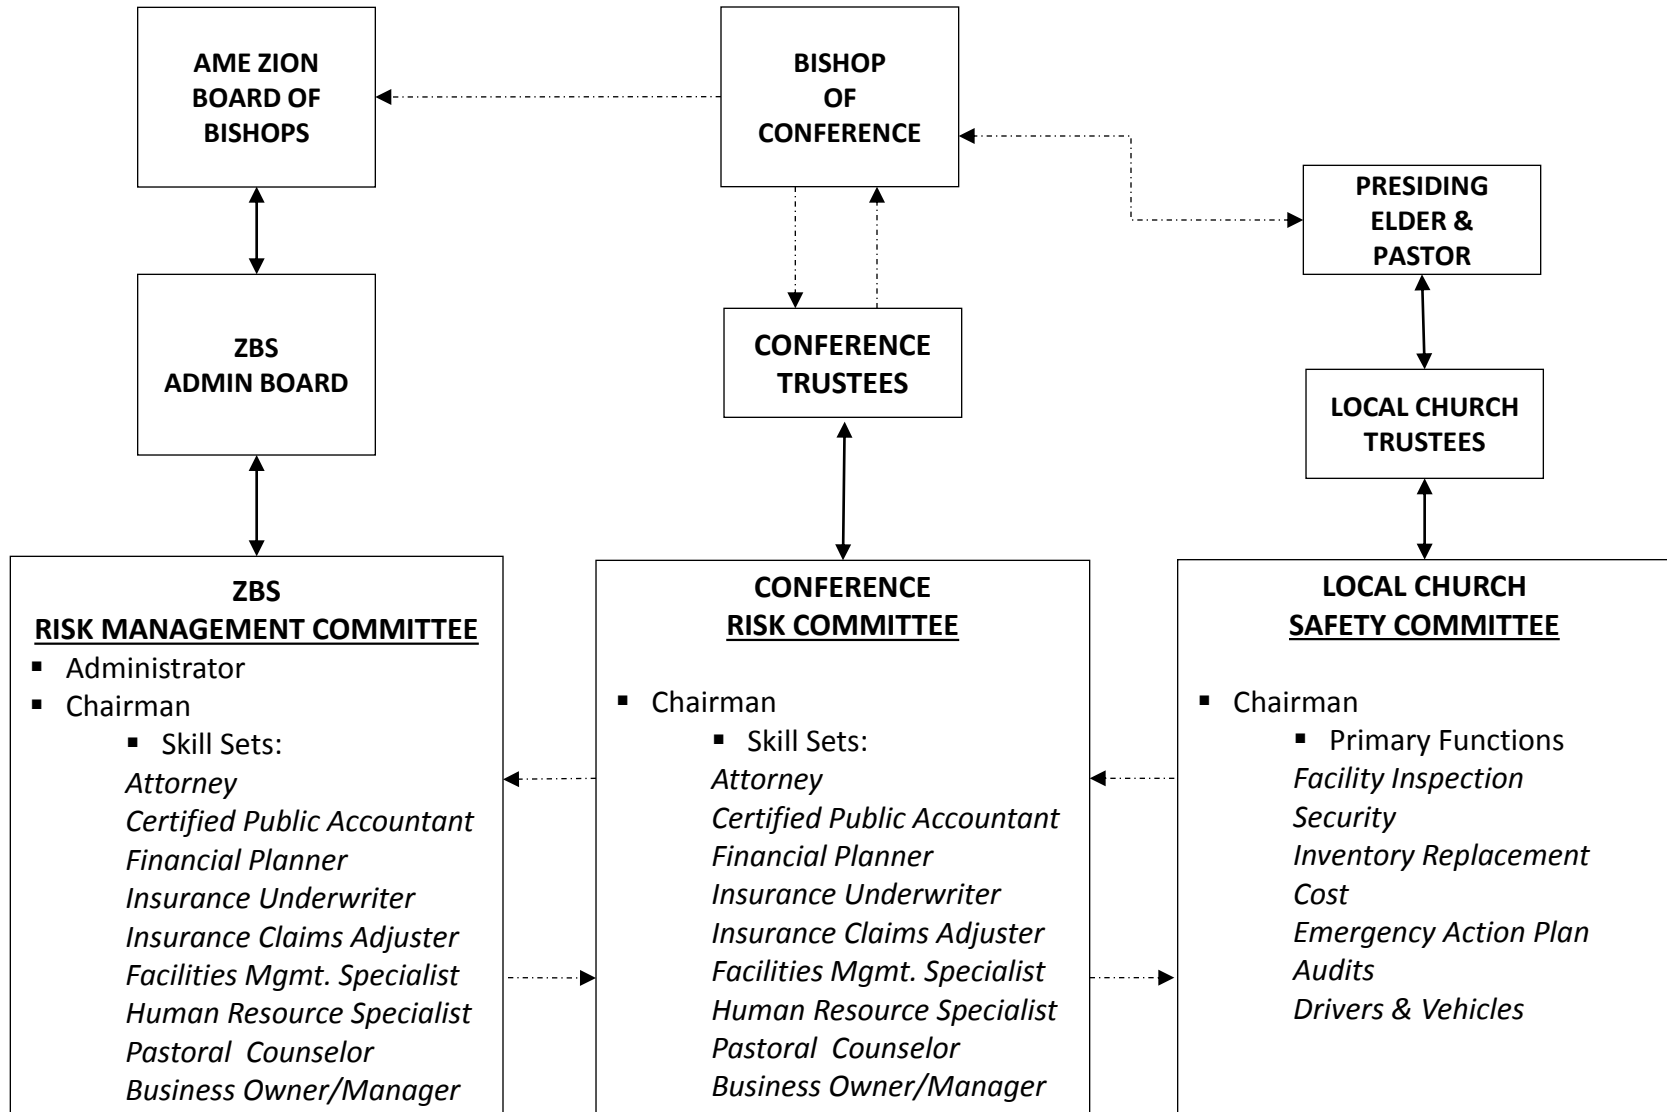 AME ZION
BOARD OF
BISHOPS
BISHOP
OF
CONFERENCE
PRESIDING
ELDER &
PASTOR
ZBS
ADMIN BOARD
CONFERENCE
TRUSTEES
LOCAL CHURCH
TRUSTEES
ZBS
RISK MANAGEMENT COMMITTEE
▪ Administrator
▪ Chairman
▪ Skill Sets:
Attorney
Certified Public Accountant
Financial Planner
Insurance Underwriter
Insurance Claims Adjuster
Facilities Mgmt. Specialist
Human Resource Specialist
Pastoral  Counselor
Business Owner/Manager
CONFERENCE
RISK COMMITTEE
▪ Chairman
▪ Skill Sets:
Attorney
Certified Public Accountant
Financial Planner
Insurance Underwriter
Insurance Claims Adjuster
Facilities Mgmt. Specialist
Human Resource Specialist
Pastoral Counselor
Business Owner/Manager
LOCAL CHURCH
SAFETY COMMITTEE
▪ Chairman
▪ Primary Functions
Facility Inspection
Security
Inventory Replacement
Cost
Emergency Action Plan
Audits
Drivers & Vehicles